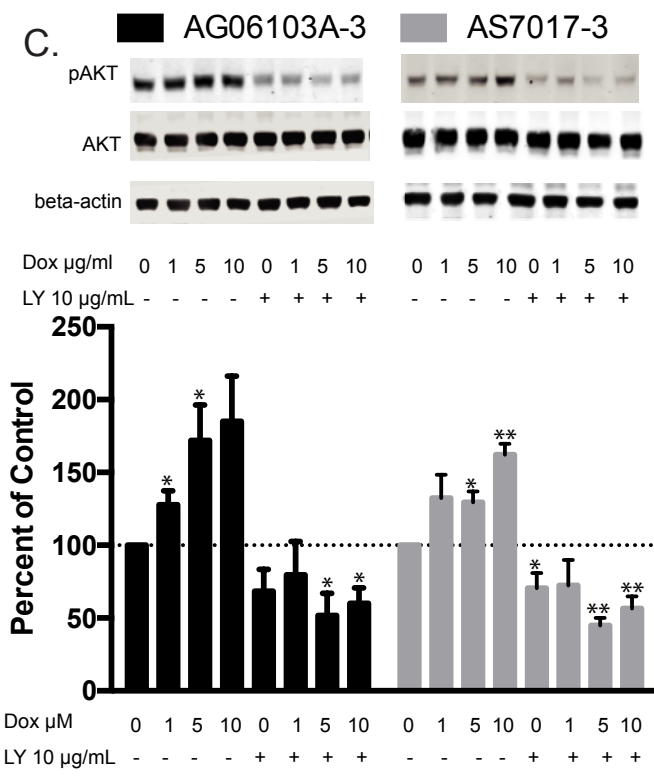 C.
AG06103A-3 AS7017-3
pAKT
AKT
beta-actin
Dox µg/ml 0 1 5 10 0 1 5 10 0 1 5 10 0 1 5 10
LY 10 µg/mL - - - - + + + + - - - - + + + +
250
200
150
100
50
0
Percent of Control
* * * * * ** * ** **
Dox µM 0 1 5 10 0 1 5 10 0 1 5 10 0 1 5 10
LY 10 µg/mL - - - - + + + + - - - - + + + +